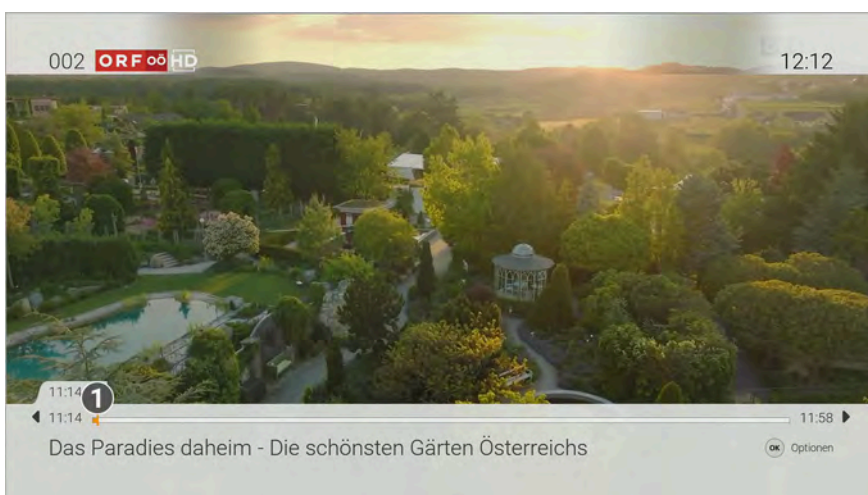 002 ORF oö HD
12:12
11:14
1
11:14
11:58
Das Paradies daheim - Die schönsten Gärten Österreichs
OK Optionen